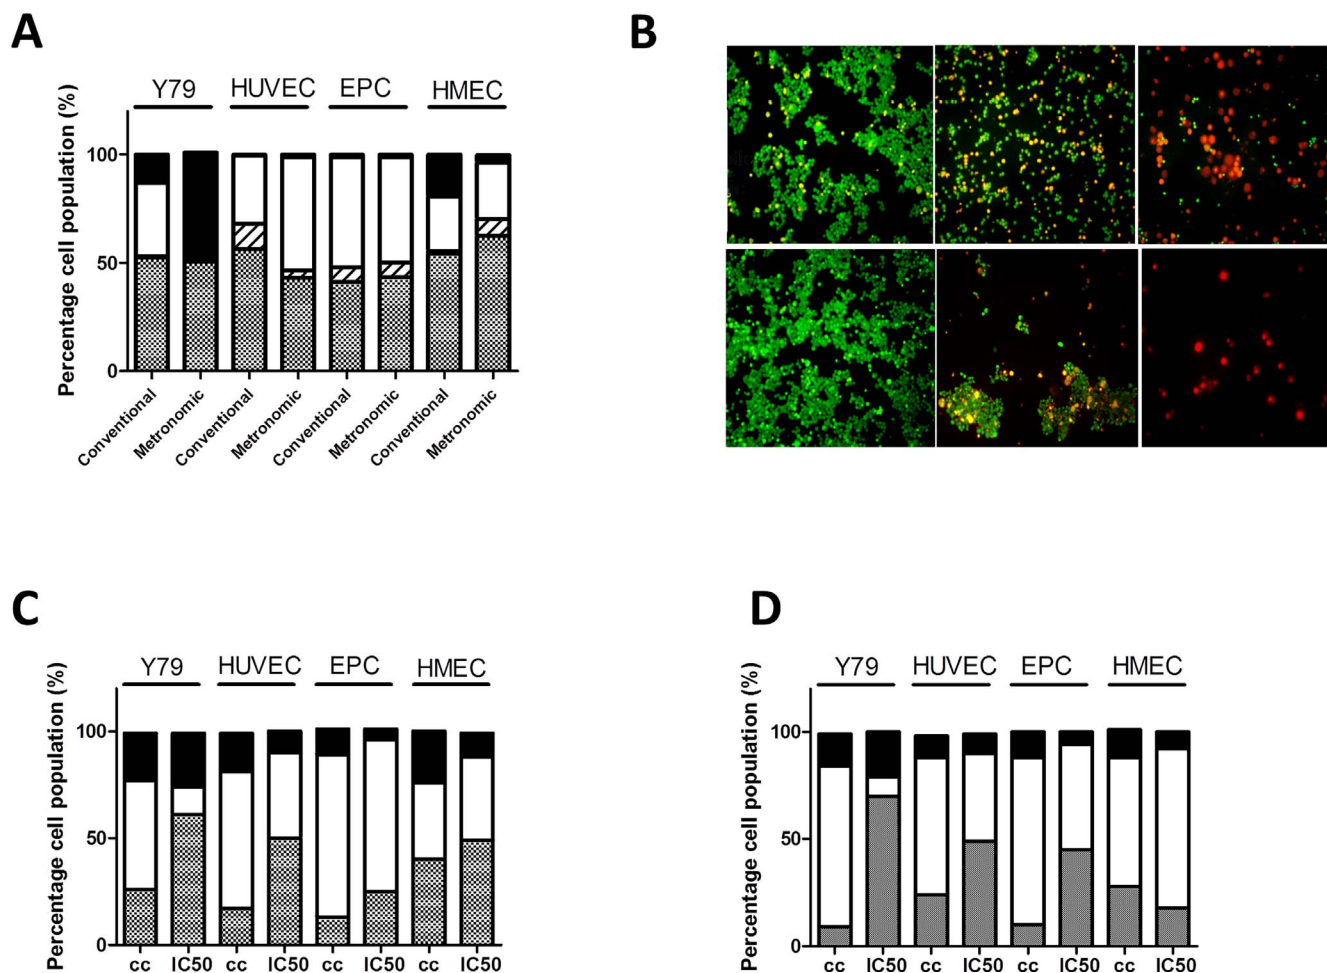 A
B
Y79 HUVEC EPC HMEC
Percentage cell population (%)
100
50
0
Conventional Metronomic Conventional Metronomic Conventional Metronomic Conventional Metronomic
C
D
Y79 HUVEC EPC HMEC
Percentage cell population (%)
100
50
0
cc IC50 cc IC50 cc IC50 cc IC50
Y79 HUVEC EPC HMEC
Percentage cell population (%)
100
50
0
cc IC50 cc IC50 cc IC50 cc IC50